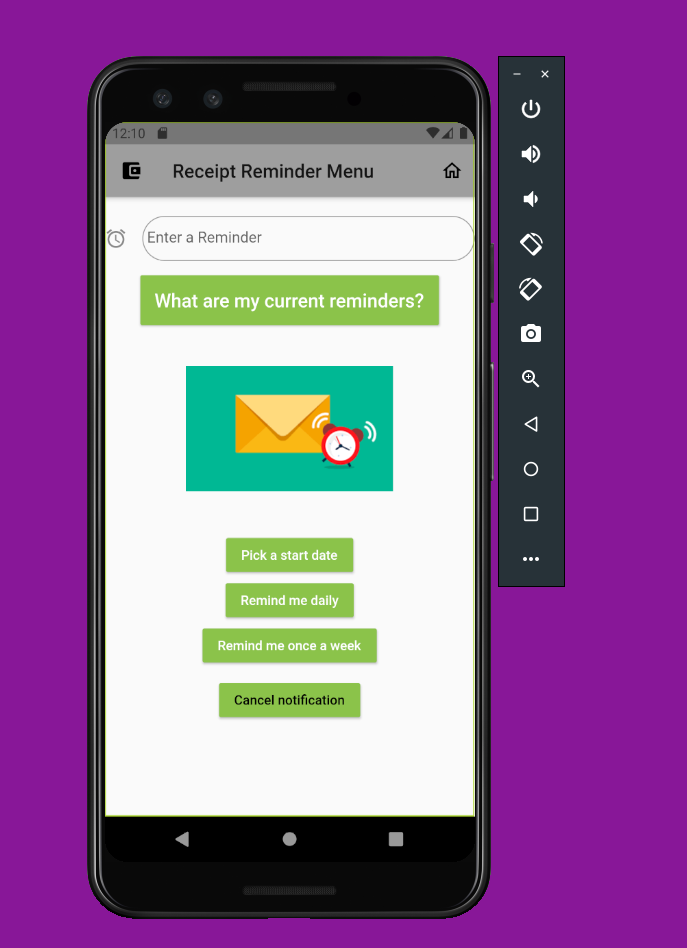 12:10
Receipt Reminder Menu
Enter a Reminder
What are my current reminders?
Pick a start date
Remind me daily
Remind me once a week
Cancel notification